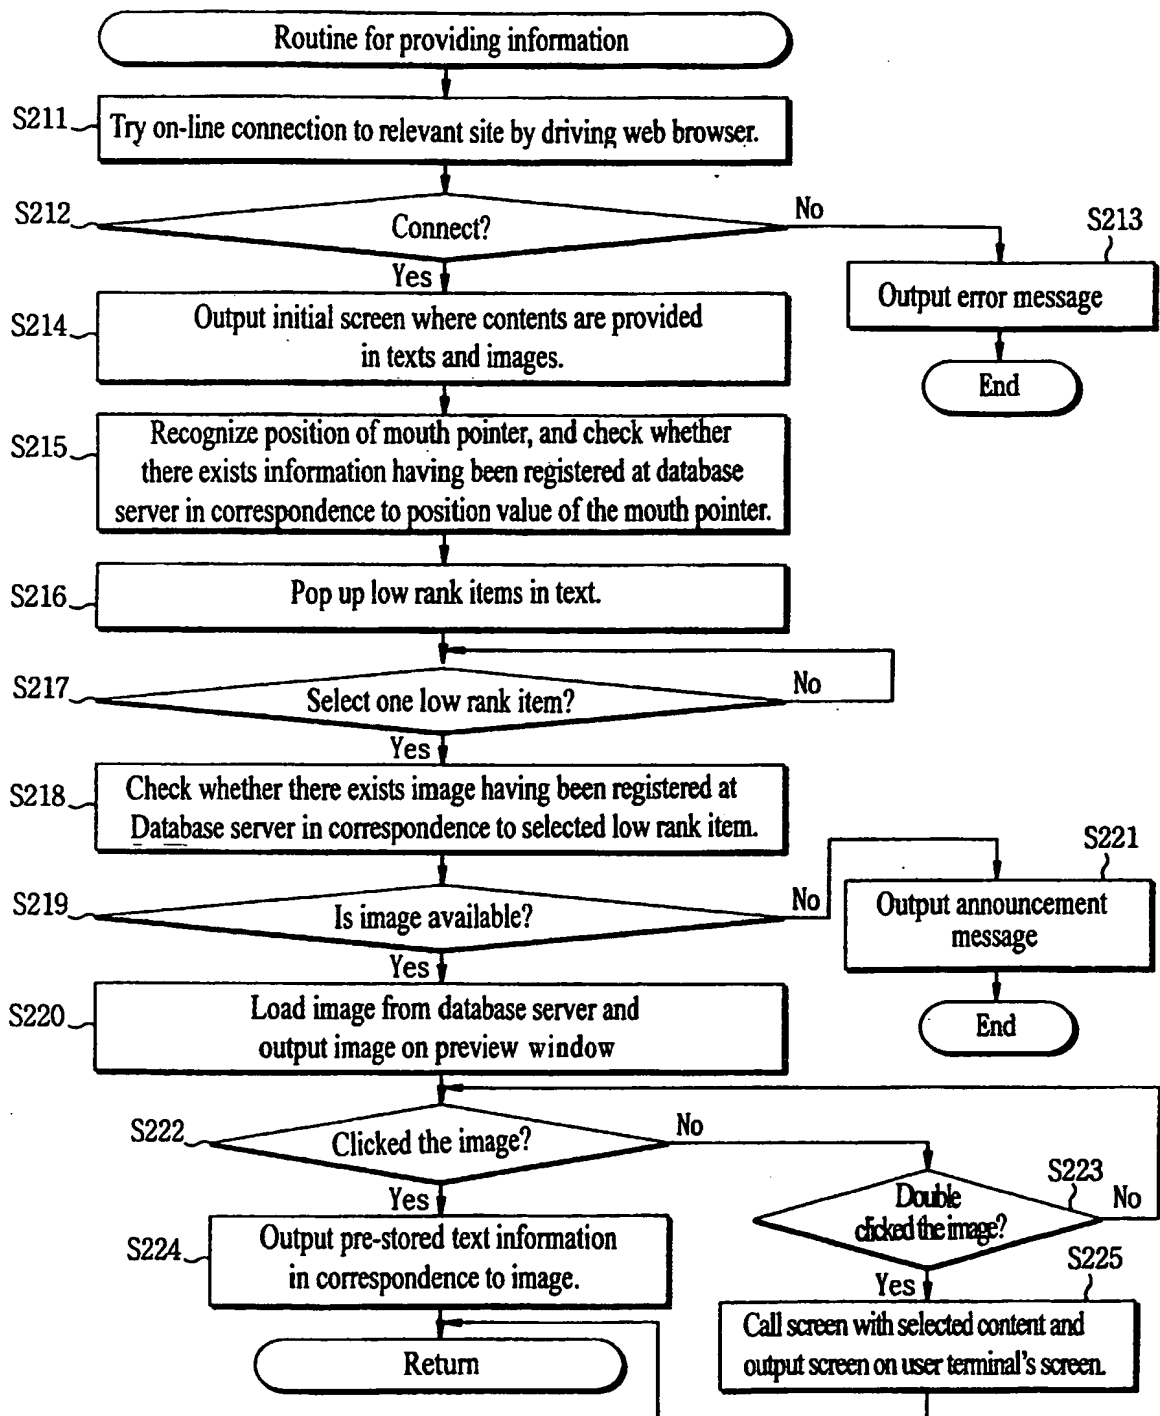 Routine for providing information
S211
Try on-line connection to relevant site by driving web browser.
S212
Connect?
No
Yes
S213
Output error message
End
S214
Output initial screen where contents are provided
in texts and images.
S215
Recognize position of mouth pointer, and check whether
there exists information having been registered at database
server in correspondence to position value of the mouth pointer.
S216
Pop up low rank items in text.
S217
Select one low rank item?
No
Yes
S218
Check whether there exists image having been registered at
Database server in correspondence to selected low rank item.
S219
Is image available?
No
Yes
S221
Output announcement
message
End
S220
Load image from database server and
output image on preview window
S222
Clicked the image?
No
Yes
S223
Double
clicked the image?
No
Yes
S224
Output pre-stored text information
in correspondence to image.
S225
Call screen with selected content and
output screen on user terminal's screen.
Return